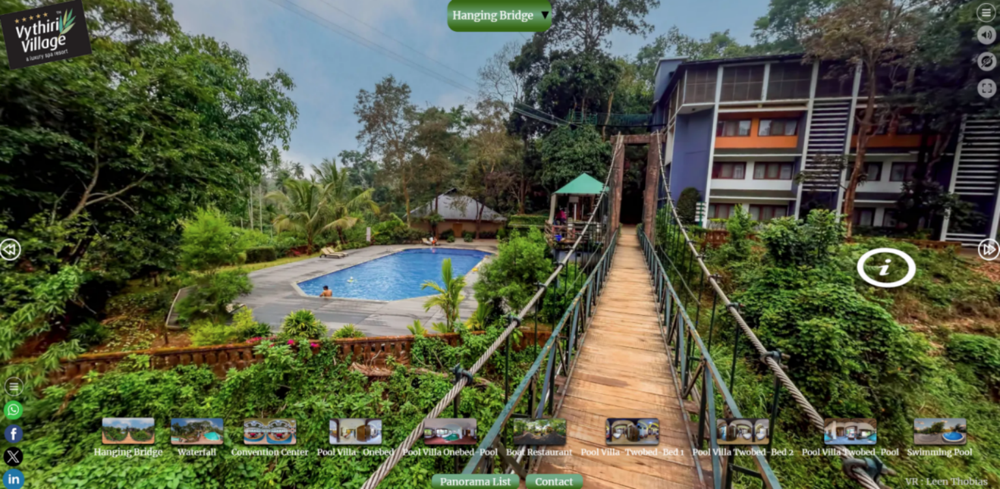 Vythiri
Village
TM
a luxury spa resort
Hanging Bridge ▼
i
Hanging Bridge
Waterfall
Convention Center
Pool Villa- Onebed
Pool Villa Onebed-Pool
Boat Restaurant
Pool Villa-Twobed-Bed 1
Pool Villa Twobed-Bed 2
Pool Villa Twobed-Pool
Swimming Pool
Panorama List
Contact
VR : Leen Thobias